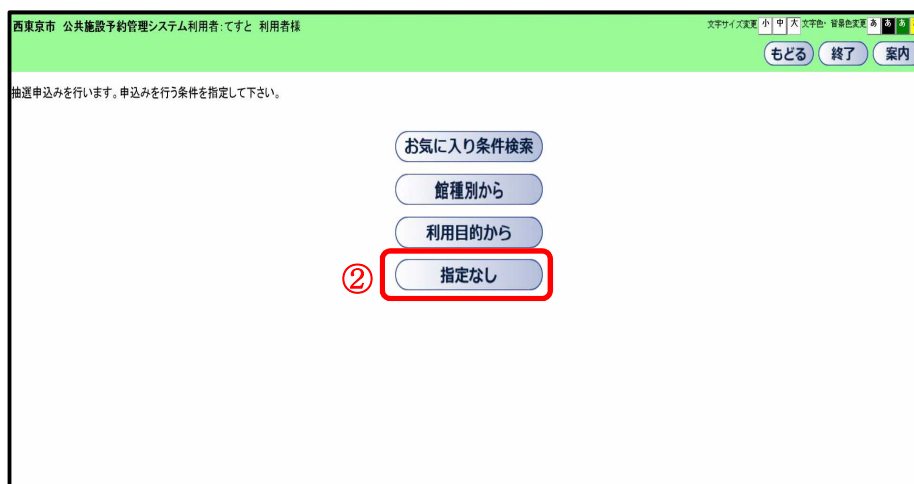 西東京市 公共施設予約管理システム利用者:てすと 利用者様
文字サイズ変更 小 中 大 文字色・背景色変更 あ あ あ
もどる 終了 案内
抽選申込みを行います。申込みを行う条件を指定して下さい。
お気に入り条件検索
館種別から
利用目的から
② 指定なし